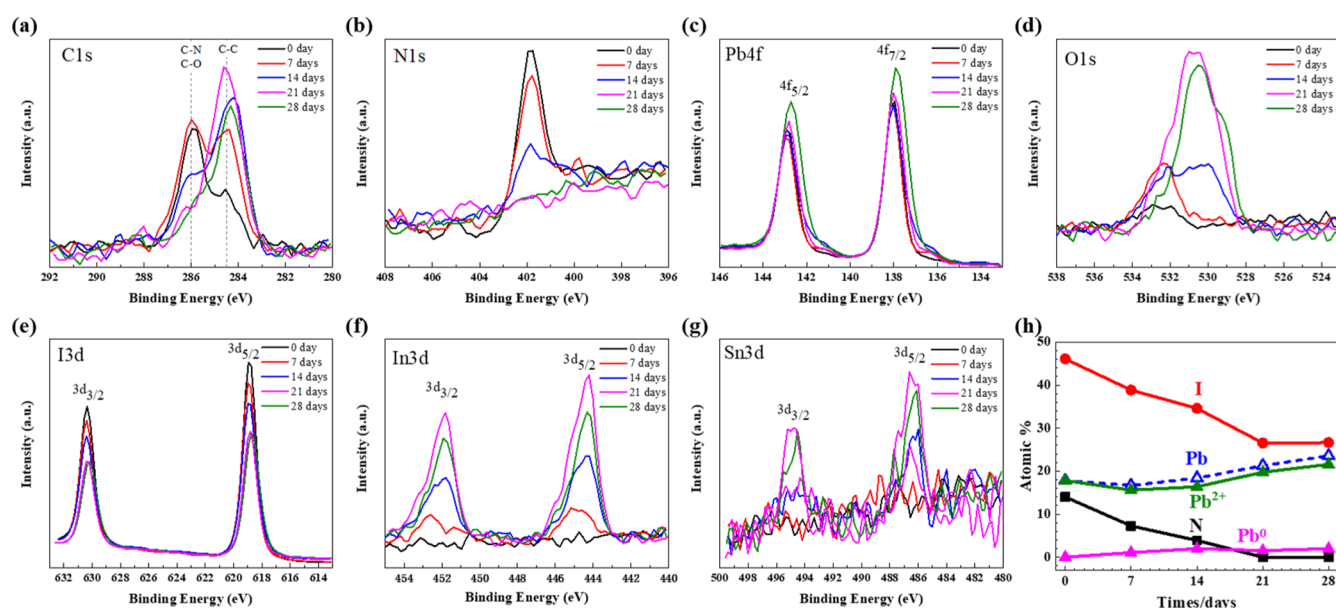 (a)
C1s
C-N
C-O
C-C
0 day
7 days
14 days
21 days
28 days
Intensity (a.u.)
292 290 288 286 284 282 280
Binding Energy (eV)
(b)
N1s
0 day
7 days
14 days
21 days
28 days
Intensity (a.u.)
408 406 404 402 400 398 396
Binding Energy (eV)
(c)
Pb4f
4f5/2
4f7/2
0 day
7 days
14 days
21 days
28 days
Intensity (a.u.)
146 144 142 140 138 136 134
Binding Energy (eV)
(d)
O1s
0 day
7 days
14 days
21 days
28 days
Intensity (a.u.)
538 536 534 532 530 528 526 524
Binding Energy (eV)
(e)
I3d
3d3/2
3d5/2
0 day
7 days
14 days
21 days
28 days
Intensity (a.u.)
632 630 628 626 624 622 620 618 616 614
Binding Energy (eV)
(f)
In3d
3d3/2
3d5/2
0 day
7 days
14 days
21 days
28 days
Intensity (a.u.)
454 452 450 448 446 444 442 440
Binding Energy (eV)
(g)
Sn3d
3d3/2
3d5/2
0 day
7 days
14 days
21 days
28 days
Intensity (a.u.)
500 498 496 494 492 490 488 486 484 482 480
Binding Energy (eV)
(h)
50
40
30
20
10
0
Atomic %
I
Pb
Pb2+
N
Pb0
0 7 14 21 28
Times/days